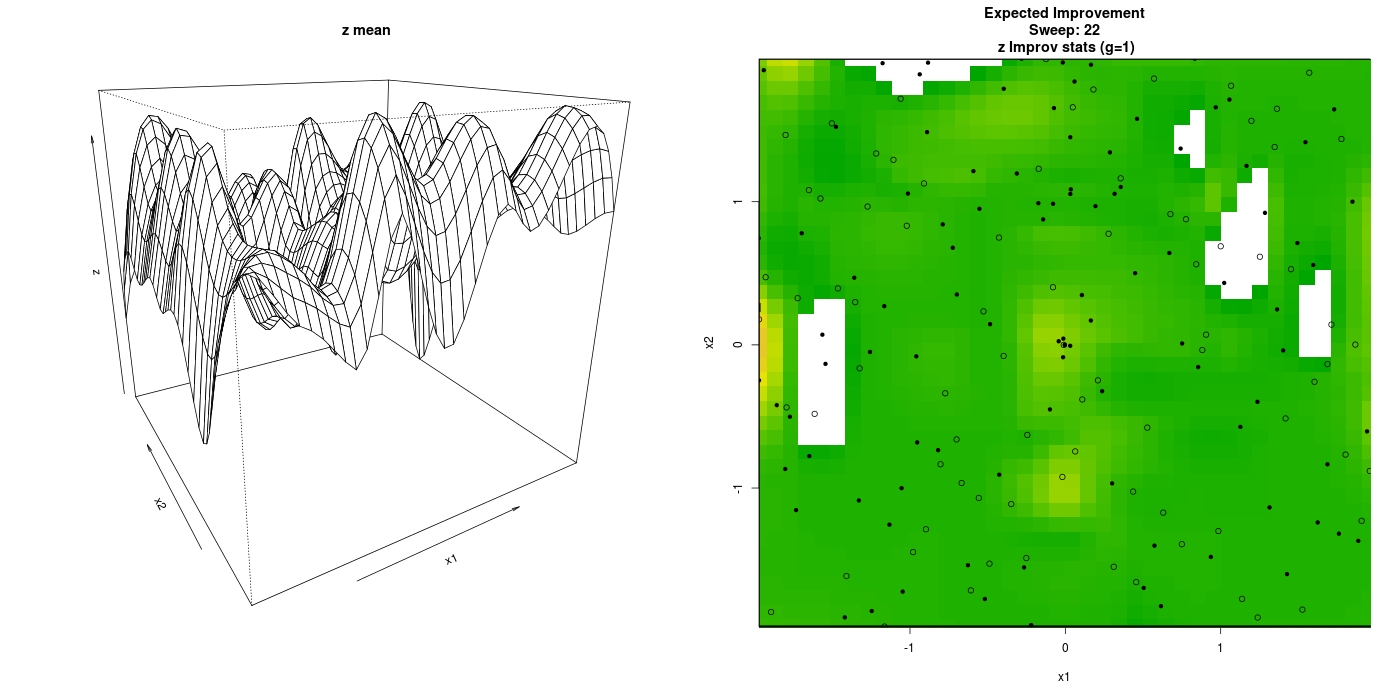 z mean
z
x2
x1
Expected Improvement
Sweep: 22
z Improv stats (g=1)
x2
1
0
-1
-1
0
1
x1